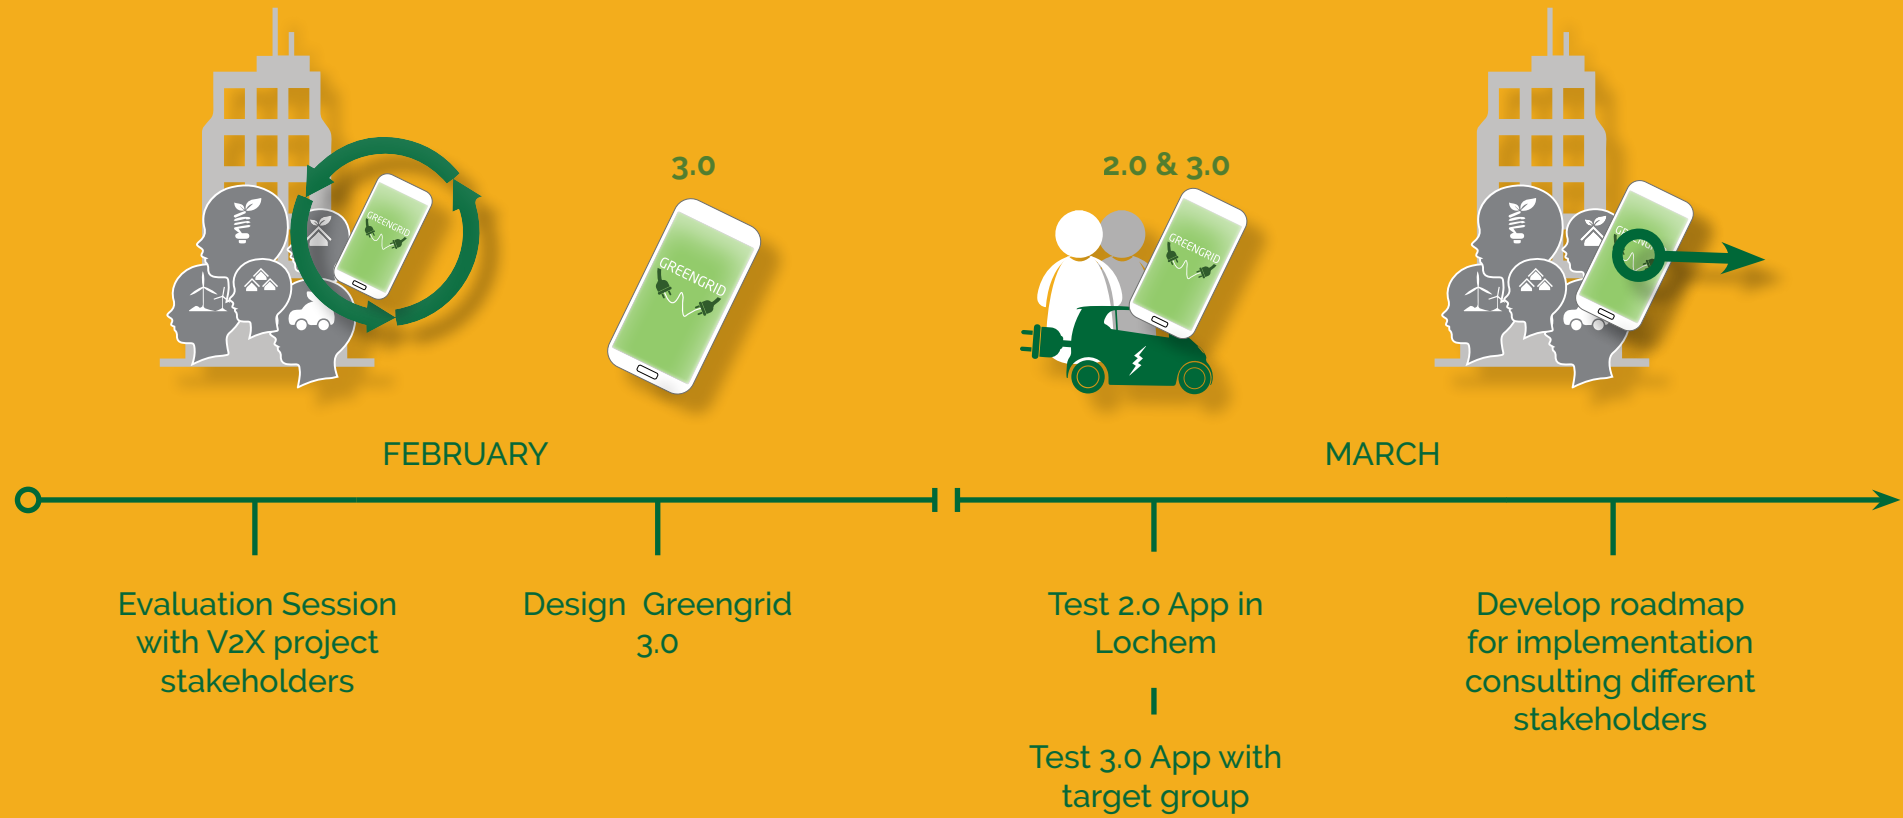 GREENGRID
3.0
GREENGRID
2.0 & 3.0
GREENGRID
FEBRUARY
MARCH
Evaluation Session
with V2X project
stakeholders
Design Greengrid
3.0
Test 2.0 App in
Lochem
Test 3.0 App with
target group
Develop roadmap
for implementation
consulting different
stakeholders